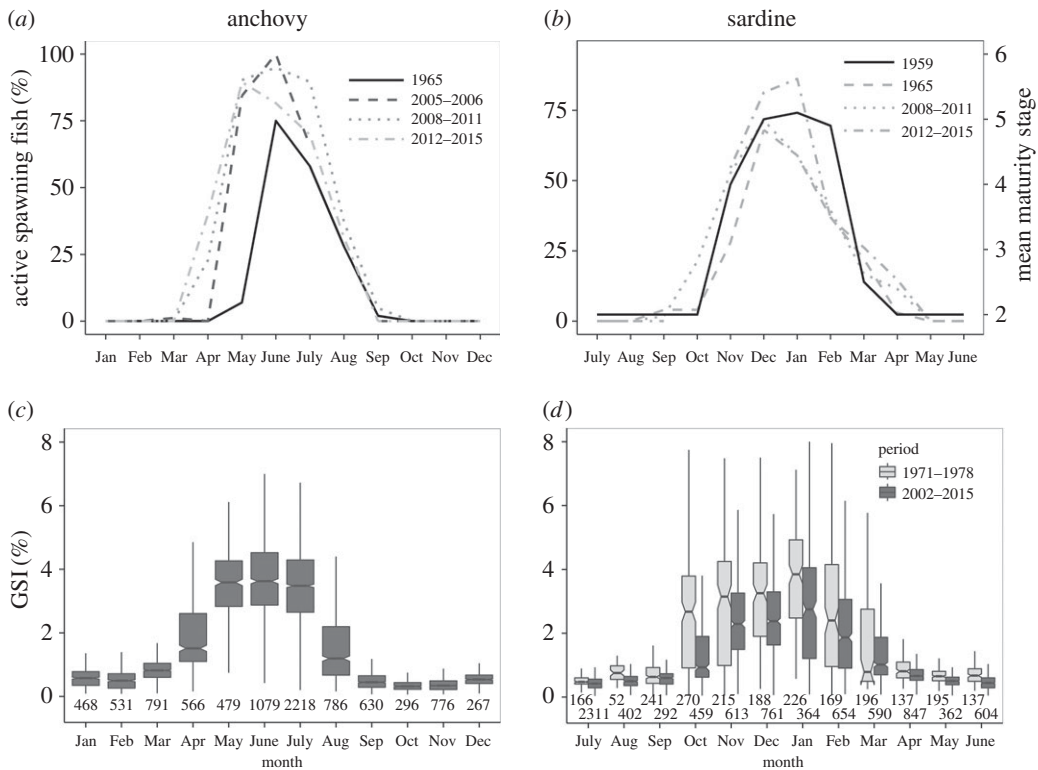 (a) anchovy
active spawning fish (%)
100
75
50
25
0
1965
2005–2006
2008–2011
2012–2015
Jan Feb Mar Apr May June July Aug Sep Oct Nov Dec
(b) sardine
75
50
25
0
1959
1965
2008–2011
2012–2015
6
5
4
3
2
mean maturity stage
July Aug Sep Oct Nov Dec Jan Feb Mar Apr May June
(c)
GSI (%)
8
6
4
2
0
468 531 791 566 479 1079 2218 786 630 296 776 267
Jan Feb Mar Apr May June July Aug Sep Oct Nov Dec
month
(d)
8
6
4
2
0
period
1971–1978
2002–2015
166 52 241 270 215 188 226 169 196 137 195 137
2311 402 292 459 613 761 364 654 590 847 362 604
July Aug Sep Oct Nov Dec Jan Feb Mar Apr May June
month